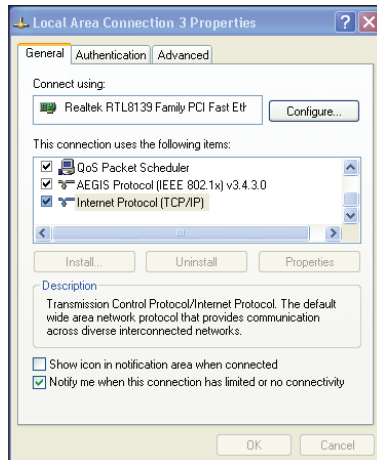 Local Area Connection 3 Properties
General Authentication Advanced
Connect using:
Realtek RTL8139 Family PCI Fast Eth
Configure...
This connection uses the following items:
QoS Packet Scheduler
AEGIS Protocol (IEEE 802.1x) v3.4.3.0
Internet Protocol (TCP/IP)
Install... Uninstall Properties
Description
Transmission Control Protocol/Internet Protocol. The default
wide area network protocol that provides communication
across diverse interconnected networks.
Show icon in notification area when connected
Notify me when this connection has limited or no connectivity
OK Cancel